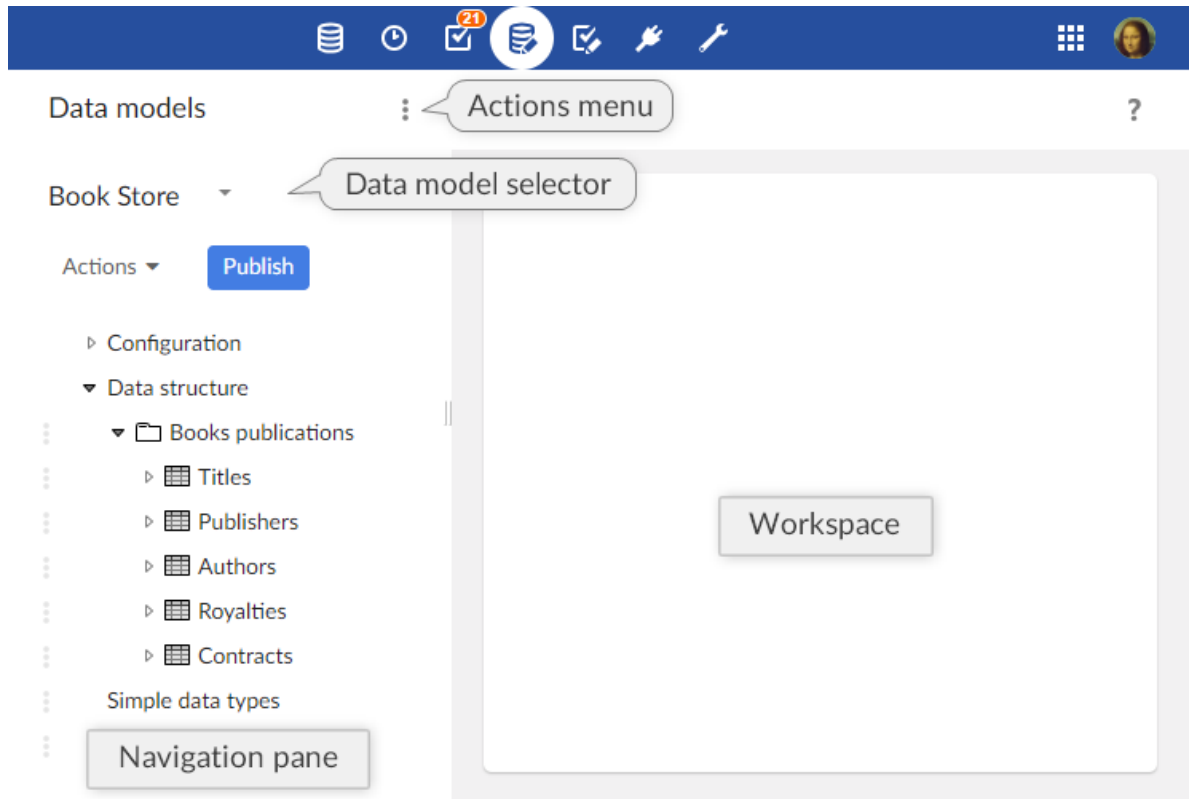 21
Data models
Actions menu
?
Book Store
Data model selector
Actions
Publish
Configuration
Data structure
Books publications
Titles
Publishers
Workspace
Authors
Royalties
Contracts
Simple data types
Navigation pane